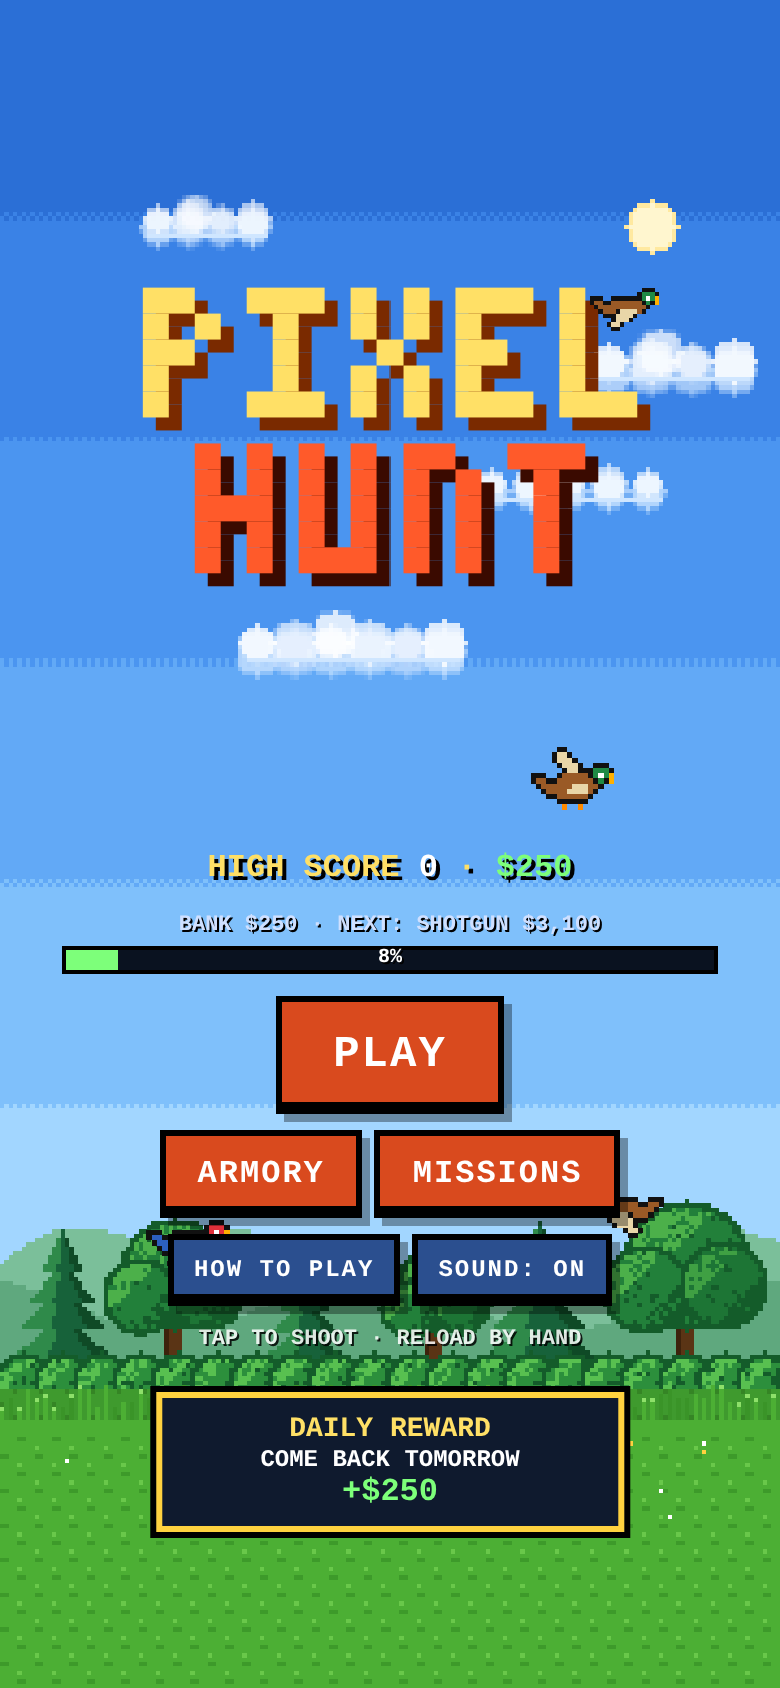 PIXEL
HUNT
HIGH SCORE 0 · $250
BANK $250 · NEXT: SHOTGUN $3,100
8%
PLAY
ARMORY MISSIONS
HOW TO PLAY SOUND: ON
TAP TO SHOOT · RELOAD BY HAND
DAILY REWARD
COME BACK TOMORROW
+$250